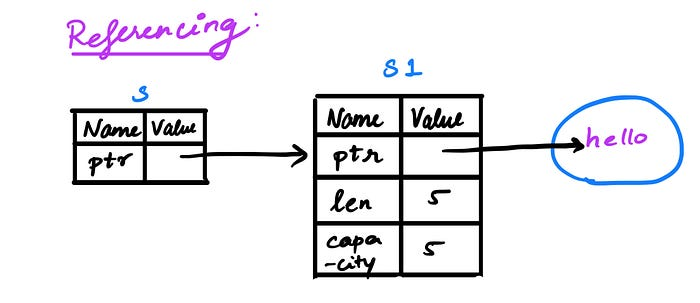 Referencing:
s
Name Value
ptr
S1
Name Value
ptr
len 5
capa
-city 5
hello